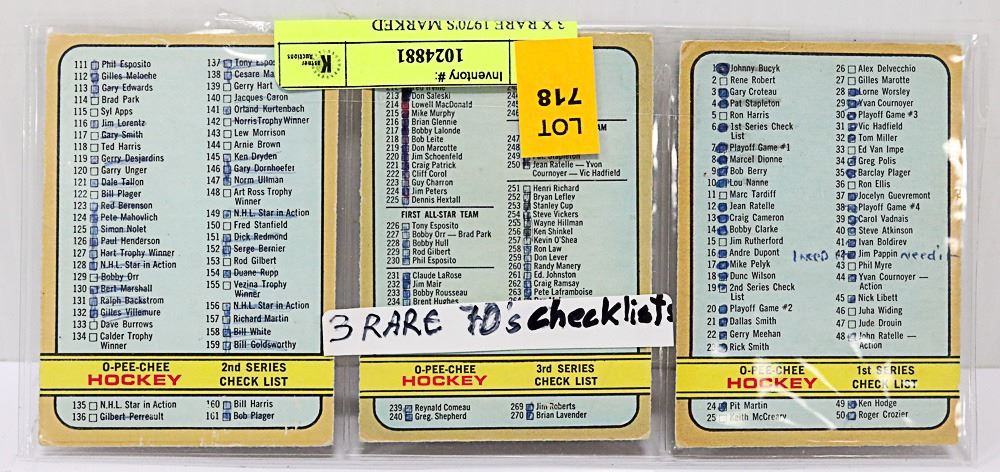 3 X RARE 1970'S MARKED
Inventory#: 1024881
K
Kastner Auctions
LOT 718
111 Phil Esposito
112 Gilles Meloche
113 Gary Edwards
114 Brad Park
115 Syl Apps
116 Jim Lorentz
117 Gary Smith
118 Ted Harris
119 Gerry Desjardins
120 Garry Unger
121 Dale Tallon
122 Bill Plager
123 Red Berenson
124 Pete Mahovlich
125 Simon Nolet
126 Paul Henderson
127 Hart Trophy Winner
128 N.H.L. Star in Action
129 Bobby Orr
130 Bert Marshall
131 Ralph Backstrom
132 Gilles Villemure
133 Dave Burrows
134 Calder Trophy
Winner
137 Tony Espo
138 Cesare Ma
139 Gerry Hart
140 Jacques Caron
141 Orland Kurtenbach
142 Norris Trophy Winner
143 Lew Morrison
144 Arnie Brown
145 Ken Dryden
146 Gary Dornhoefer
147 Norm Ullman
148 Art Ross Trophy
Winner
149 N.H.L. Star in Action
150 Fred Stanfield
151 Dick Redmond
152 Serge Bernier
153 Rod Gilbert
154 Duane Rupp
155 Vezina Trophy
Winner
156 N.H.L. Star in Action
157 Richard Martin
158 Bill White
159 Bill Goldsworthy
O-PEE-CHEE
HOCKEY
2nd SERIES
CHECK LIST
135 N.H.L. Star in Action
136 Gilbert Perreault
160 Bill Harris
161 Bob Plager
213 Don Saleski
214 Lowell MacDonald
215 Mike Murphy
216 Brian Glennie
217 Bobby Lalonde
218 Bob Leite
219 Don Marcotte
220 Jim Schoenfeld
221 Craig Patrick
222 Cliff Corol
223 Guy Charron
224 Jim Peters
225 Dennis Hextall
FIRST ALL-STAR TEAM
226 Tony Esposito
227 Bobby Orr — Brad Park
228 Bobby Hull
229 Rod Gilbert
230 Phil Esposito
231 Claude LaRose
232 Jim Mair
233 Bobby Rousseau
234 Brent Hughes
247
248
249 Pat Stapleton
250 Jean Ratelle — Yvon
Cournoyer — Vic Hadfield
251 Henri Richard
252 Bryan Lefley
253 Stanley Cup
254 Steve Vickers
255 Wayne Hillman
256 Ken Shinkel
257 Kevin O'Shea
258 Ron Law
259 Don Lever
260 Randy Manery
261 Ed. Johnston
262 Craig Ramsay
263 Pete Laframboise
3 RARE 70's checklists
O-PEE-CHEE
HOCKEY
3rd SERIES
CHECK LIST
239 Reynald Comeau
240 Greg. Shepherd
269 Jim Roberts
270 Brian Lavender
1 Johnny Bucyk
2 Rene Robert
3 Gary Croteau
4 Pat Stapleton
5 Ron Harris
6 1st Series Check
List
7 Playoff Game #1
8 Marcel Dionne
9 Bob Berry
10 Lou Nanne
11 Marc Tardiff
12 Jean Ratelle
13 Craig Cameron
14 Bobby Clarke
15 Jim Rutherford
16 Andre Dupont
17 Mike Pelyk
18 Dunc Wilson
19 2nd Series Check
List
20 Playoff Game #2
21 Dallas Smith
22 Gerry Meehan
23 Rick Smith
26 Alex Delvecchio
27 Gilles Marotte
28 Lorne Worsley
29 Yvan Cournoyer
30 Playoff Game #3
31 Vic Hadfield
32 Tom Miller
33 Ed Van Impe
34 Greg Polis
35 Barclay Plager
36 Ron Ellis
37 Jocelyn Guevremont
38 Playoff Game #4
39 Carol Vadnais
40 Steve Atkinson
41 Ivan Boldirev
I need 42 Jim Pappin need it
43 Phil Myre
44 Yvan Cournoyer —
Action
45 Nick Libett
46 Juha Widing
47 Jude Drouin
48 John Ratelle —
Action
O-PEE-CHEE
HOCKEY
1st SERIES
CHECK LIST
24 Pit Martin
25 Keith McCreary
49 Ken Hodge
50 Roger Crozier